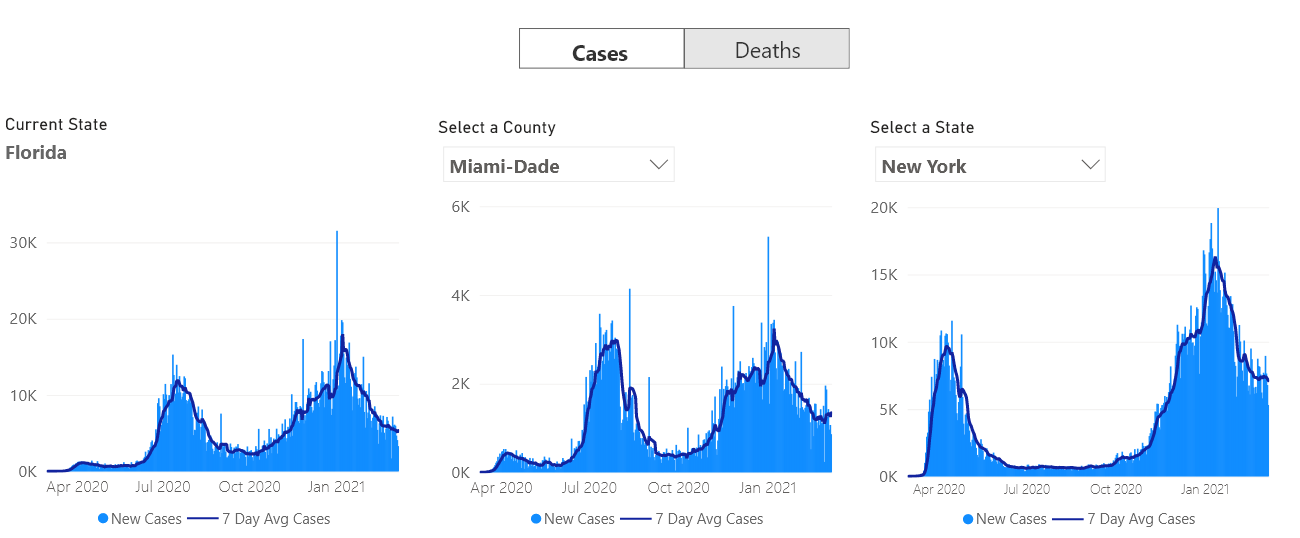 Cases Deaths
Current State
Florida
30K
20K
10K
0K
Apr 2020 Jul 2020 Oct 2020 Jan 2021
New Cases 7 Day Avg Cases
Select a County
Miami-Dade
6K
4K
2K
0K
Apr 2020 Jul 2020 Oct 2020 Jan 2021
New Cases 7 Day Avg Cases
Select a State
New York
20K
15K
10K
5K
0K
Apr 2020 Jul 2020 Oct 2020 Jan 2021
New Cases 7 Day Avg Cases